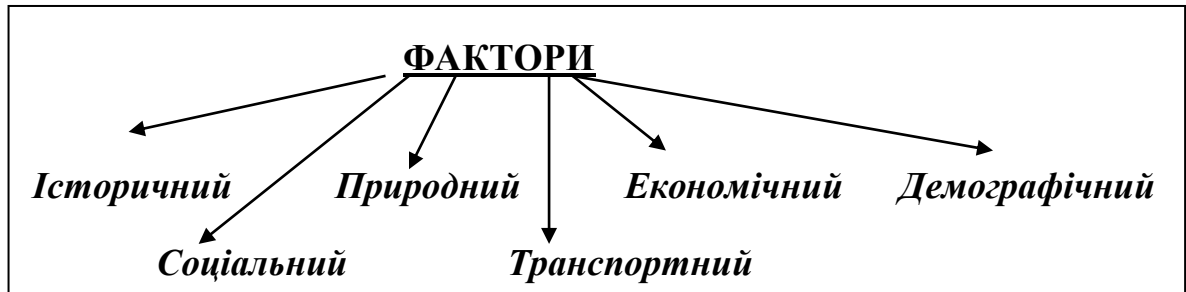 ФАКТОРИ
Історичний Природний Економічний Демографічний
Соціальний Транспортний